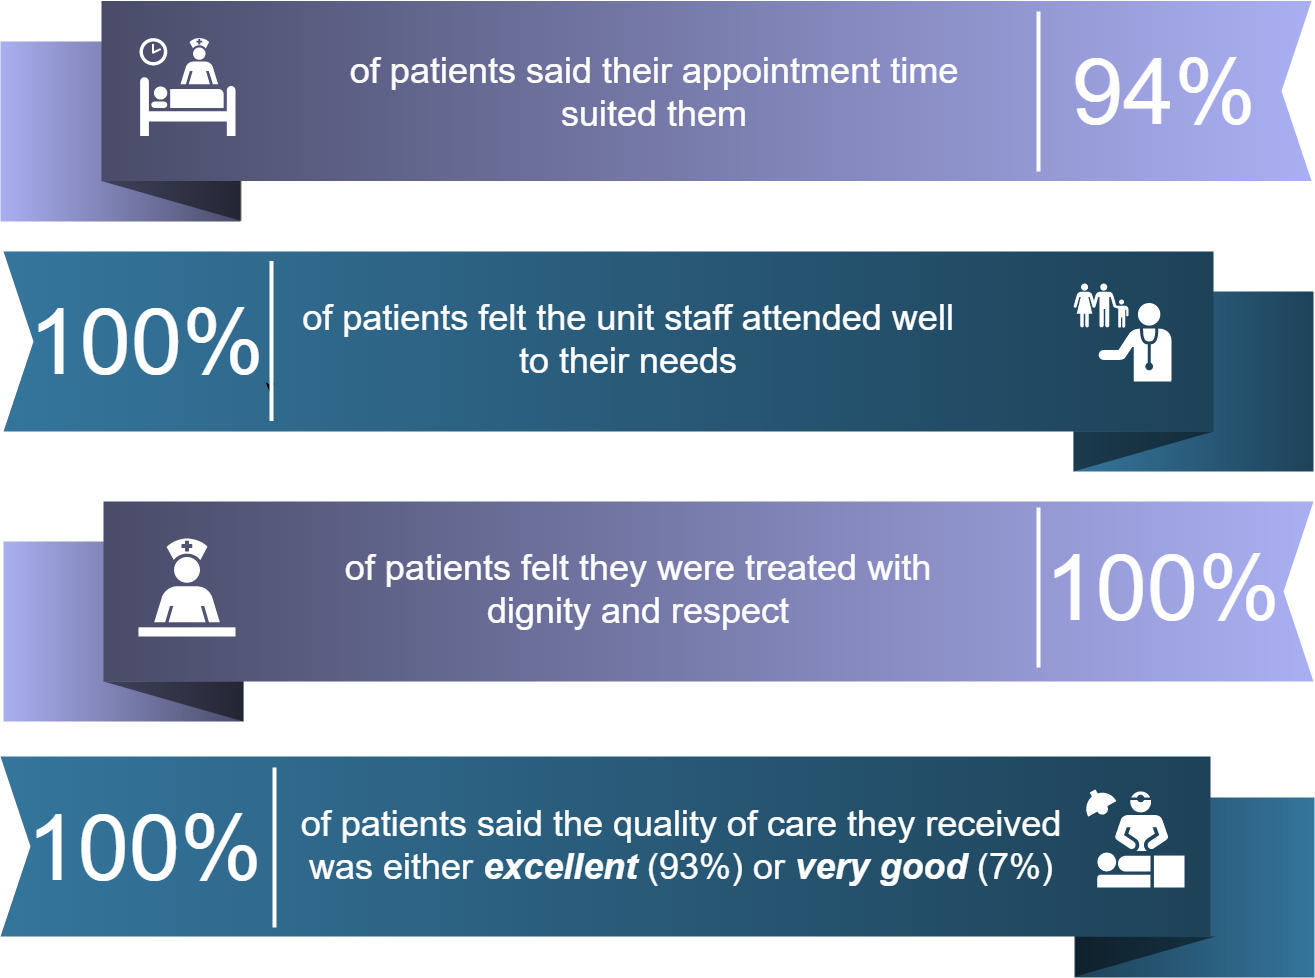 of patients said their appointment time
suited them
94%
100%
of patients felt the unit staff attended well
to their needs
of patients felt they were treated with
dignity and respect
100%
100%
of patients said the quality of care they received
was either excellent (93%) or very good (7%)